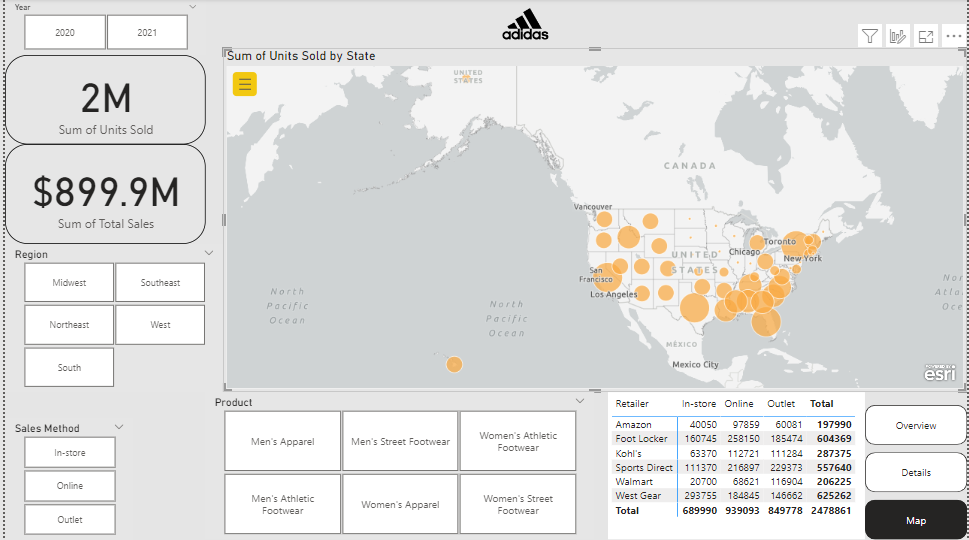 Year
2020
2021
2M
Sum of Units Sold
$899.9M
Sum of Total Sales
Region
Midwest
Southeast
Northeast
West
South
Sales Method
In-store
Online
Outlet
adidas
Sum of Units Sold by State
UNITED
STATES
CANADA
Vancouver
Toronto
Chicago
UNITED
STATES
New York
San
Francisco
Los Angeles
North
Pacific
Ocean
North
Pacific
Ocean
MÉXICO
Mexico City
POWERED BY
esri
Product
Men's Apparel
Men's Street Footwear
Women's Athletic
Footwear
Men's Athletic
Footwear
Women's Apparel
Women's Street
Footwear
Retailer In-store Online Outlet Total
Amazon 40050 97859 60081 197990
Foot Locker 160745 258150 185474 604369
Kohl's 63370 112721 111284 287375
Sports Direct 111370 216897 229373 557640
Walmart 20700 68621 116904 206225
West Gear 293755 184845 146662 625262
Total 689990 939093 849778 2478861
Overview
Details
Map